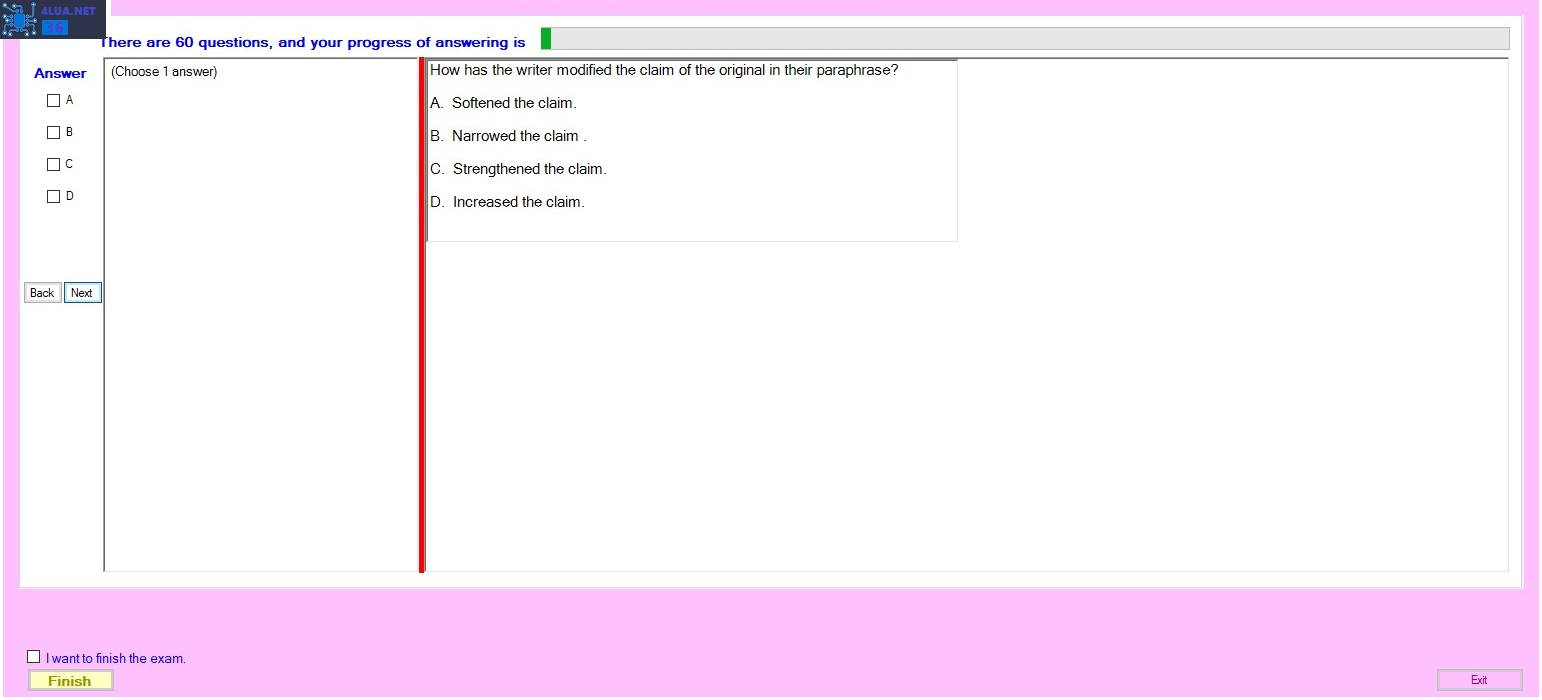 4LUA.NET
36
There are 60 questions, and your progress of answering is
Answer
(Choose 1 answer)
A
B
C
D
Back
Next
How has the writer modified the claim of the original in their paraphrase?
A. Softened the claim.
B. Narrowed the claim .
C. Strengthened the claim.
D. Increased the claim.
I want to finish the exam.
Finish
Exit